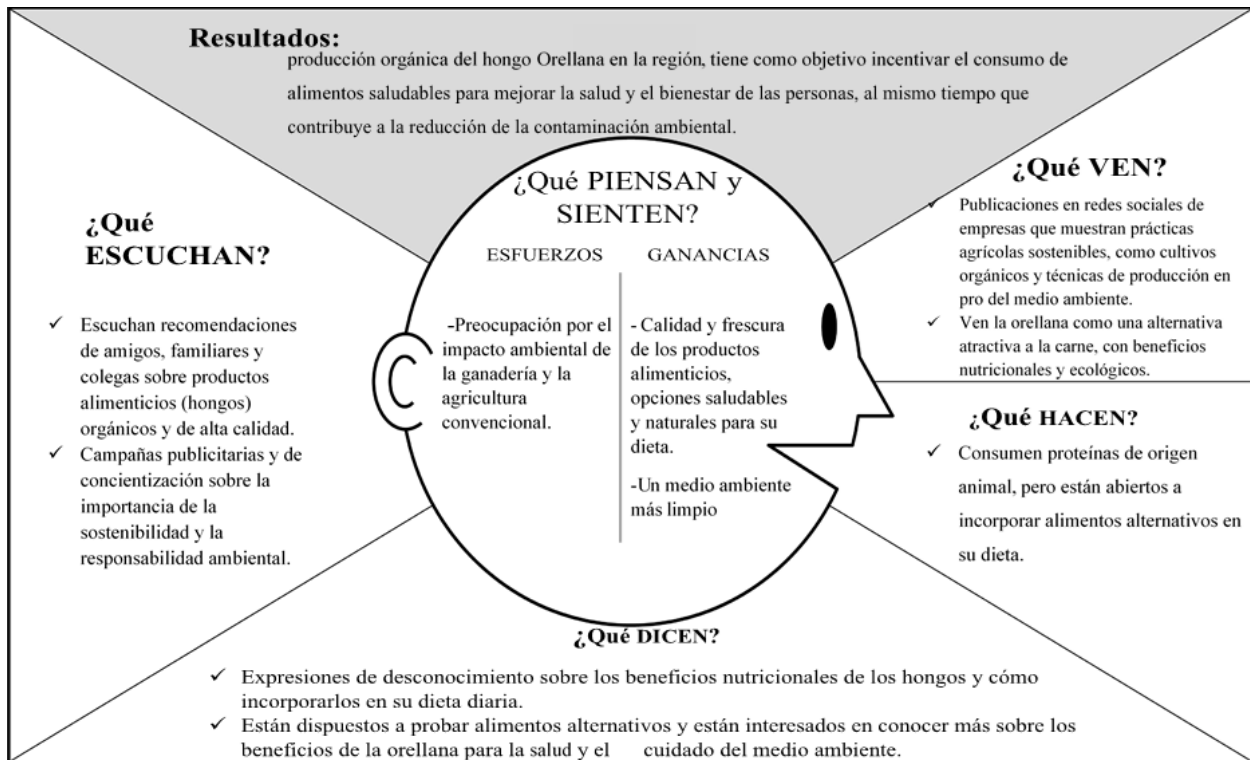 Resultados:
producción orgánica del hongo Orellana en la región, tiene como objetivo incentivar el consumo de
alimentos saludables para mejorar la salud y el bienestar de las personas, al mismo tiempo que
contribuye a la reducción de la contaminación ambiental.
¿Qué
ESCUCHAN?
✓ Escuchan recomendaciones
de amigos, familiares y
colegas sobre productos
alimenticios (hongos)
orgánicos y de alta calidad.
✓ Campañas publicitarias y de
concientización sobre la
importancia de la
sostenibilidad y la
responsabilidad ambiental.
¿Qué PIENSAN y
SIENTEN?
ESFUERZOS
-Preocupación por el
impacto ambiental de
la ganadería y la
agricultura
convencional.
GANANCIAS
- Calidad y frescura
de los productos
alimenticios,
opciones saludables
y naturales para su
dieta.
-Un medio ambiente
más limpio
¿Qué VEN?
✓ Publicaciones en redes sociales de
empresas que muestran prácticas
agrícolas sostenibles, como cultivos
orgánicos y técnicas de producción en
pro del medio ambiente.
✓ Ven la orellana como una alternativa
atractiva a la carne, con beneficios
nutricionales y ecológicos.
¿Qué HACEN?
✓ Consumen proteínas de origen
animal, pero están abiertos a
incorporar alimentos alternativos en
su dieta.
¿Qué DICEN?
✓ Expresiones de desconocimiento sobre los beneficios nutricionales de los hongos y cómo
incorporarlos en su dieta diaria.
✓ Están dispuestos a probar alimentos alternativos y están interesados en conocer más sobre los
beneficios de la orellana para la salud y el cuidado del medio ambiente.